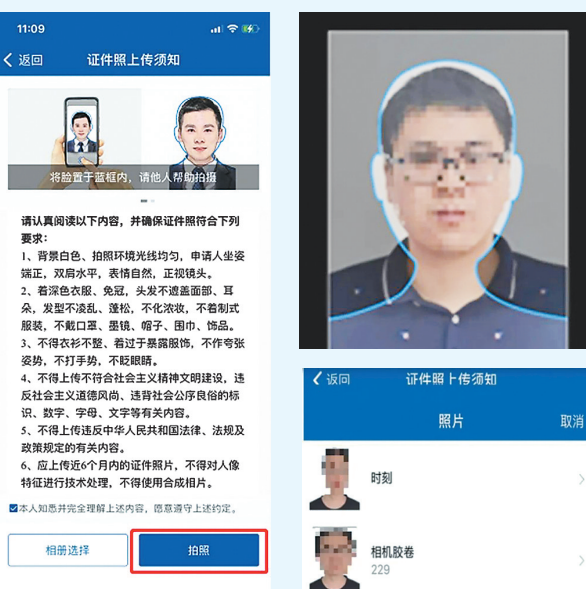 11:09
返回
证件照上传须知
将脸置于蓝框内，请他人帮助拍摄
请认真阅读以下内容，并确保证件照符合下列
要求：
1、背景白色、拍照环境光线均匀，申请人坐姿
端正，双肩水平，表情自然，正视镜头。
2、着深色衣服、免冠，头发不遮盖面部、耳
朵，发型不凌乱、蓬松，不化浓妆，不着制式
服装，不戴口罩、墨镜、帽子、围巾、饰品。
3、不得衣衫不整、着过于暴露服饰，不作夸张
姿势，不打手势，不眨眼睛。
4、不得上传不符合社会主义精神文明建设，违
反社会主义道德风尚、违背社会公序良俗的标
识、数字、字母、文字等有关内容。
5、不得上传违反中华人民共和国法律、法规及
政策规定的有关内容。
6、应上传近6个月内的证件照片，不得对人像
特征进行技术处理，不得使用合成相片。
本人知悉并完全理解上述内容，愿意遵守上述约定。
相册选择
拍照
返回
证件照上传须知
照片
取消
时刻
相机胶卷
229